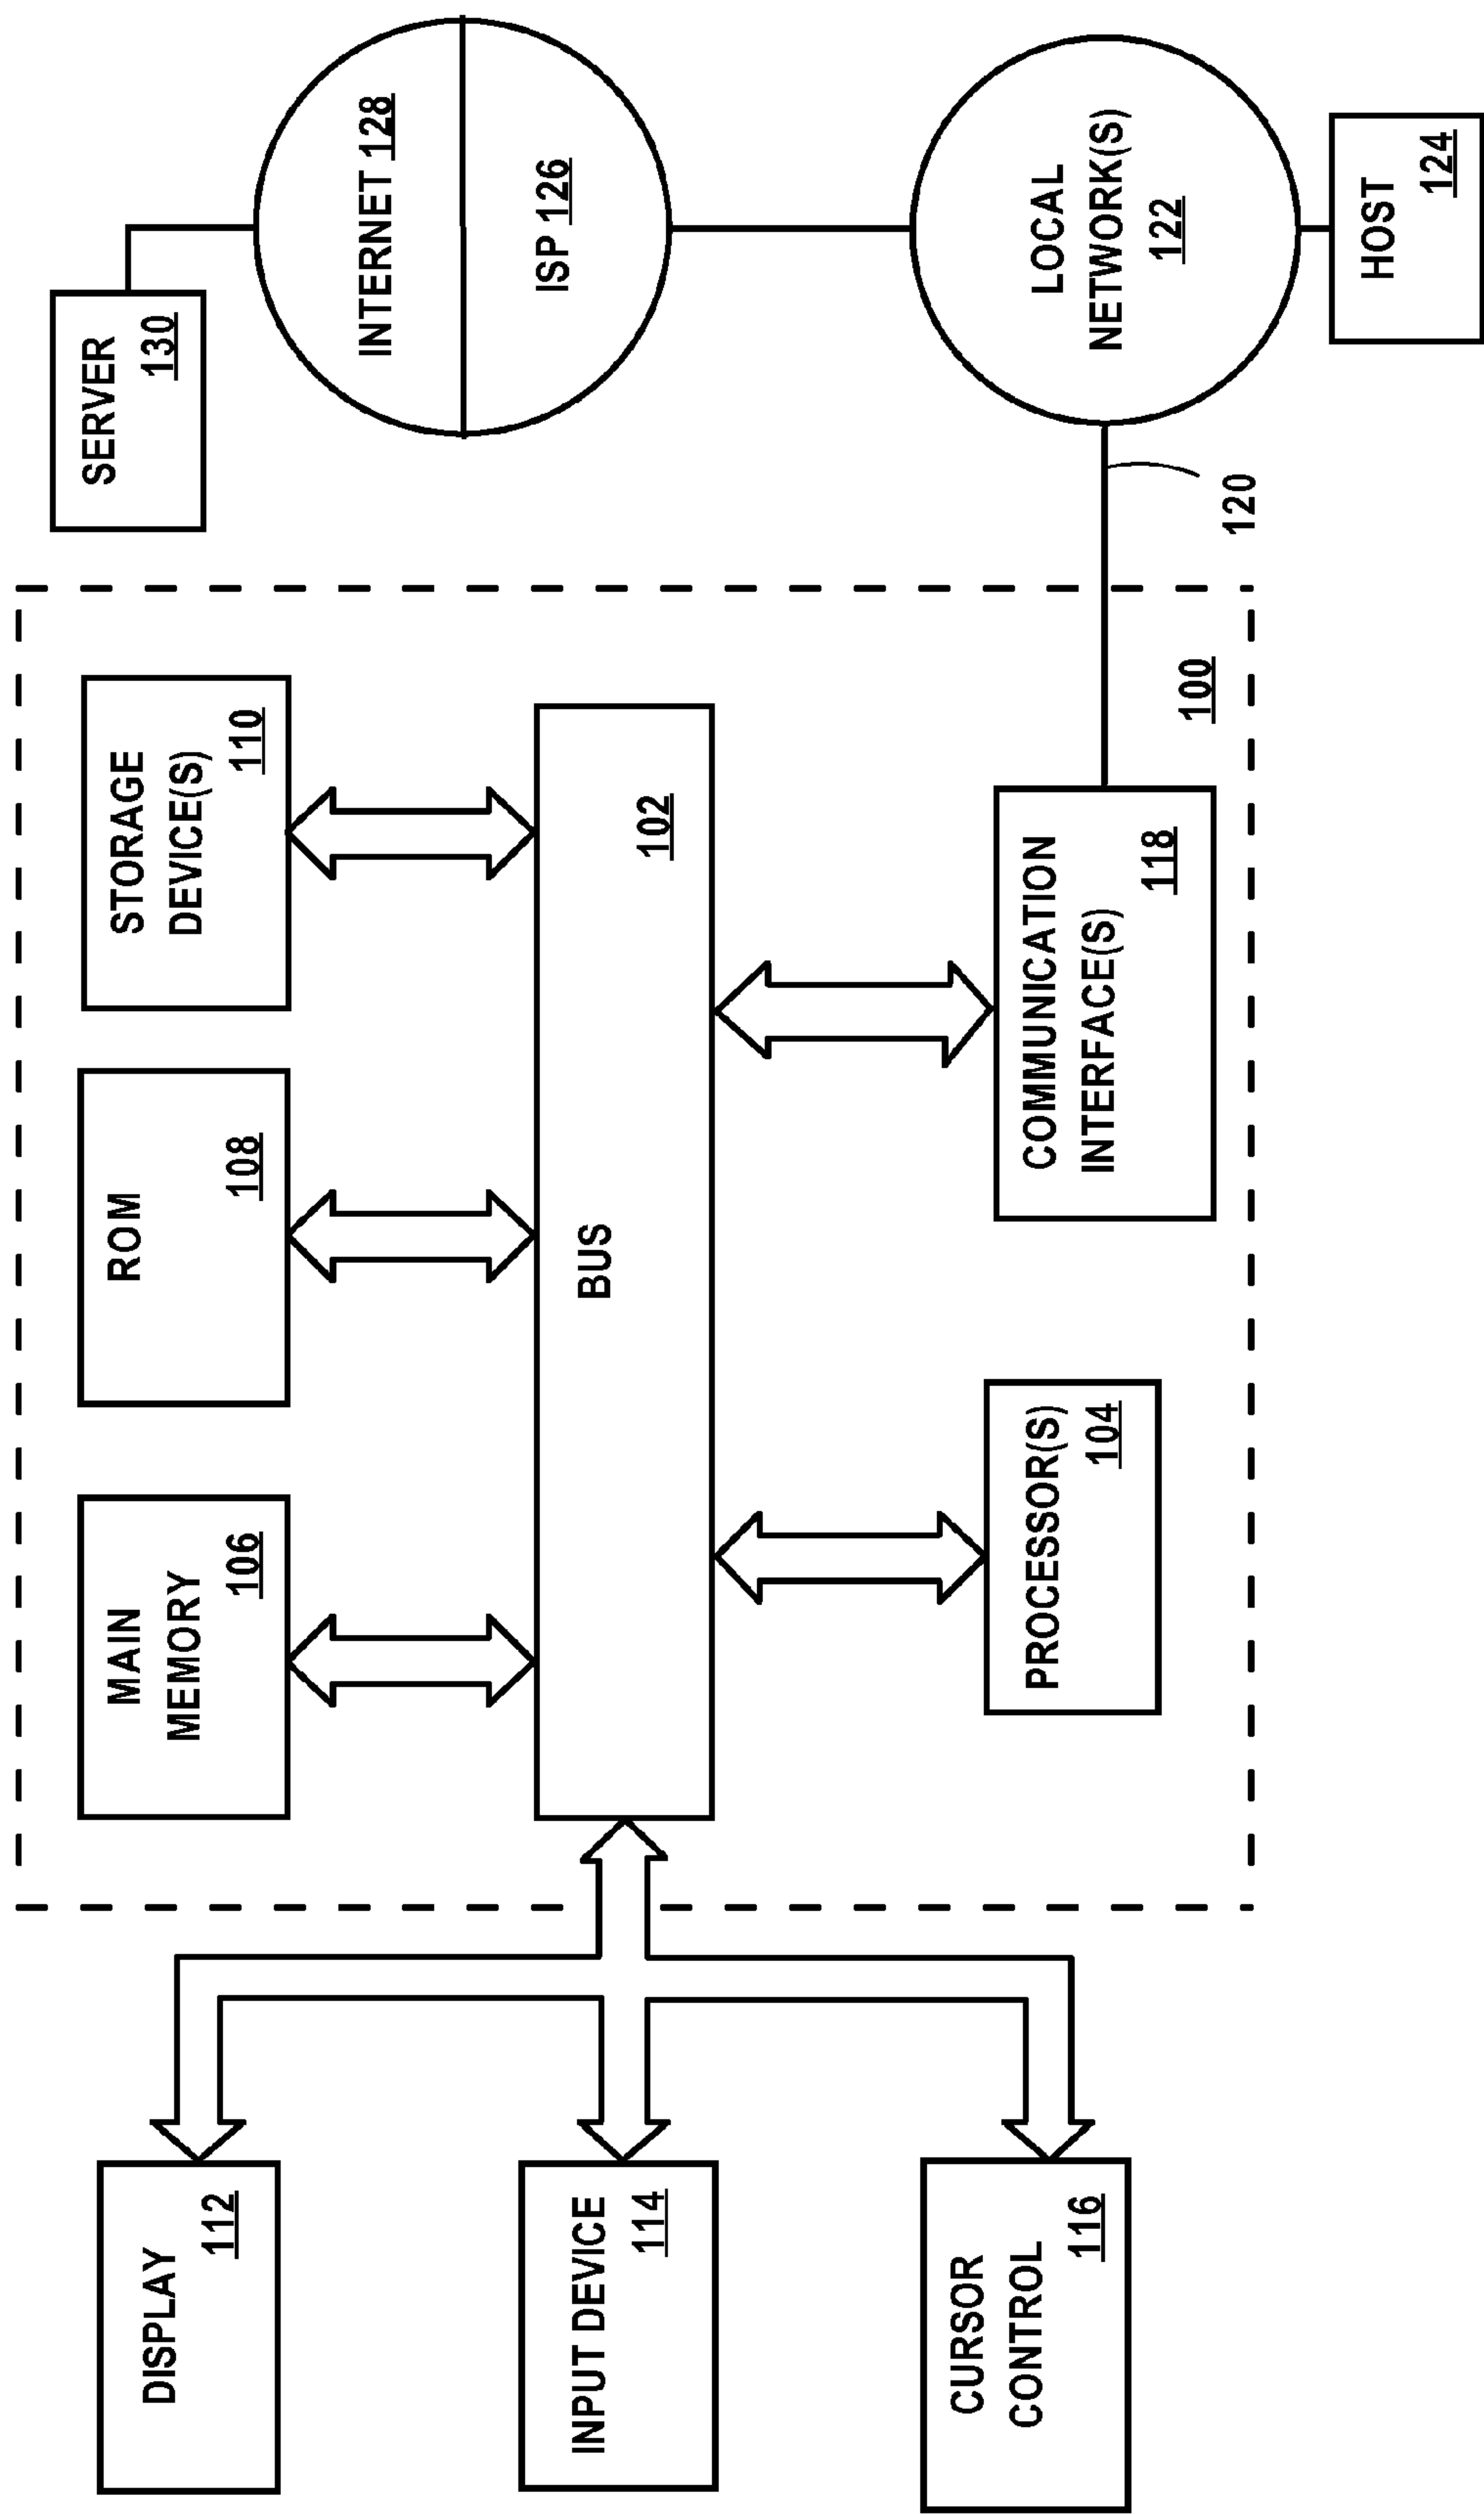 DISPLAY
112
INPUT DEVICE
114
CURSOR
CONTROL
116
MAIN
MEMORY
106
ROM
108
STORAGE
DEVICE(S)
110
BUS
102
PROCESSOR(S)
104
COMMUNICATION
INTERFACE(S)
118
100
120
SERVER
130
INTERNET 128
ISP 126
LOCAL
NETWORK(S)
122
HOST
124